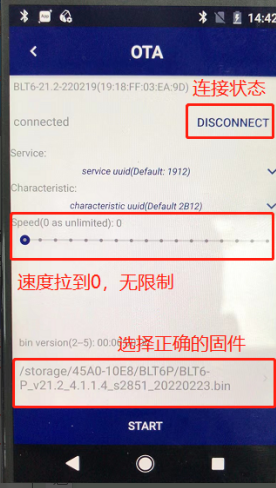 14:42
OTA
BLT6-21.2-220219(19:18:FF:03:EA:9D)
连接状态
connected
DISCONNECT
Service:
service uuid(Default: 1912)
Characteristic:
characteristic uuid(Default 2B12)
Speed(0 as unlimited): 0
速度拉到0，无限制
bin version(2--5): 00:0
选择正确的固件
/storage/45A0-10E8/BLT6P/BLT6-
P_v21.2_4.1.1.4_s2851_20220223.bin
START